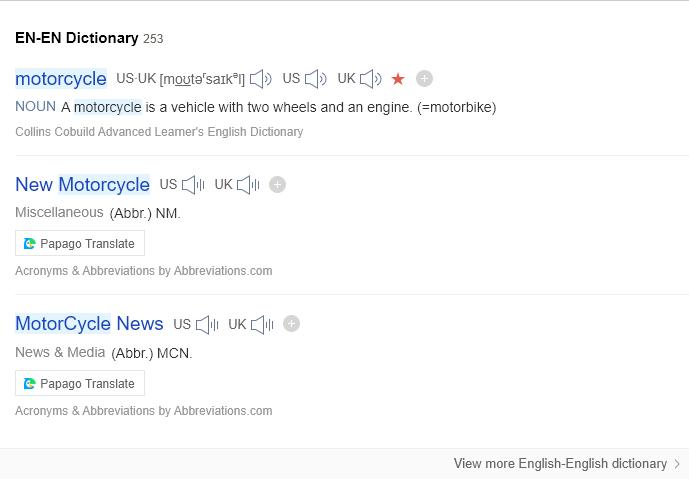 EN-EN Dictionary 253
motorcycle US·UK [moʊtəʳsaɪkᵊl] US UK
NOUN A motorcycle is a vehicle with two wheels and an engine. (=motorbike)
Collins Cobuild Advanced Learner's English Dictionary
New Motorcycle US UK
Miscellaneous (Abbr.) NM.
Papago Translate
Acronyms & Abbreviations by Abbreviations.com
MotorCycle News US UK
News & Media (Abbr.) MCN.
Papago Translate
Acronyms & Abbreviations by Abbreviations.com
View more English-English dictionary